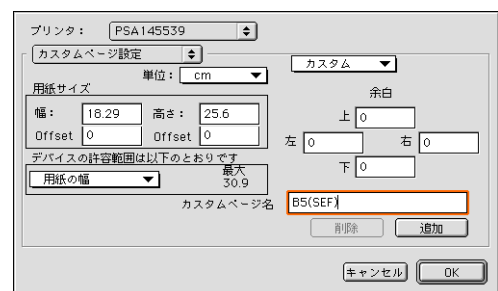 プリンタ： PSA145539
カスタムページ設定
単位： cm
カスタム
用紙サイズ
幅： 18.29 高さ： 25.6
Offset 0 Offset 0
余白
上 0
左 0 右 0
下 0
デバイスの許容範囲は以下のとおりです
用紙の幅
最大
30.9
カスタムページ名 B5(SEF)
削除 追加
キャンセル OK